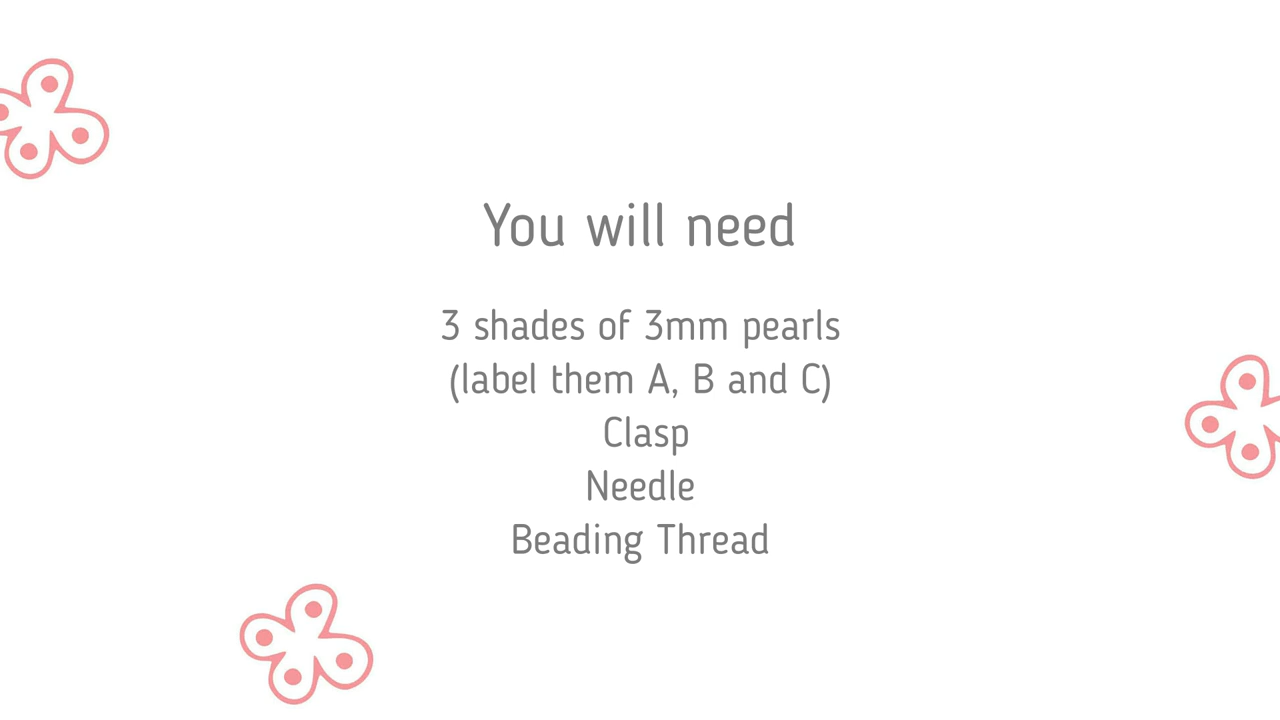 You will need
3 shades of 3mm pearls
(label them A, B and C)
Clasp
Needle
Beading Thread